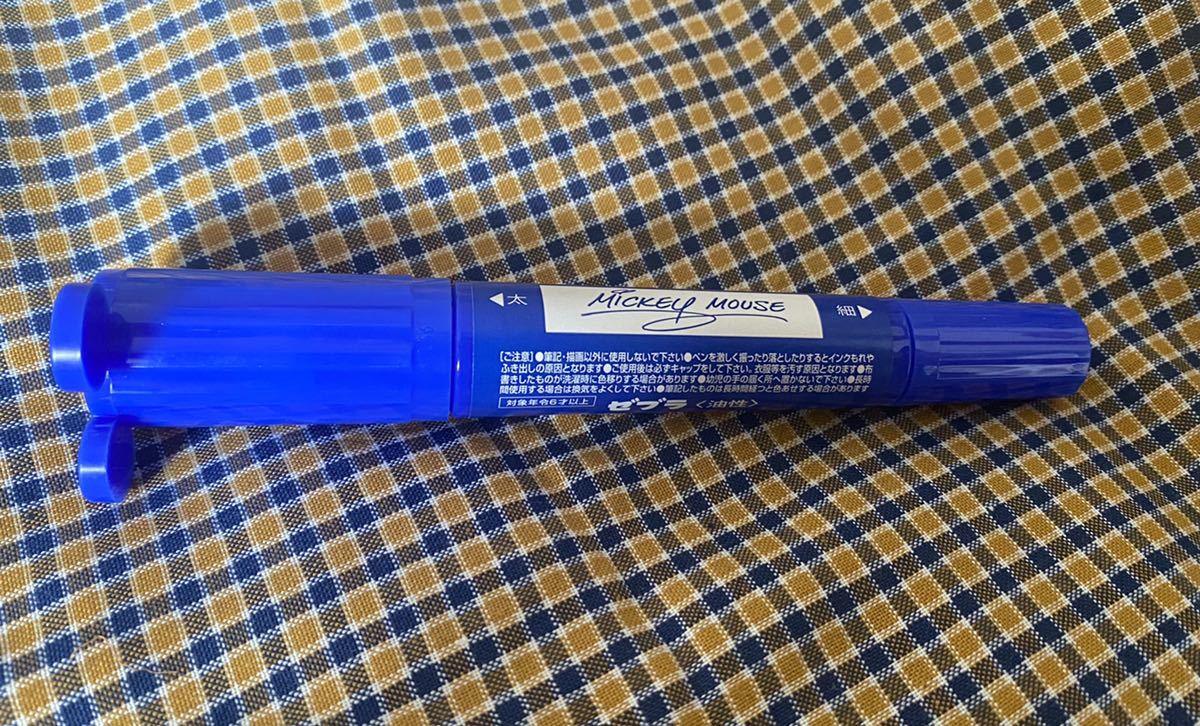 ◀太
MICKEY MOUSE
細▶
[ご注意]●筆記・描画以外に使用しないで下さい●ペンを激しく振ったり落としたりするとインクもれや
ふき出しの原因となります●ご使用後は必ずキャップをして下さい。衣服等を汚す原因となります●布
書きしたものが洗濯時に色移りする場合があります●幼児の手の届く所へ置かないで下さい●長時
間使用する場合は換気をよくして下さい●筆記したものは長時間経つと色あせする場合があります
対象年令6才以上 ゼブラ〈油性〉